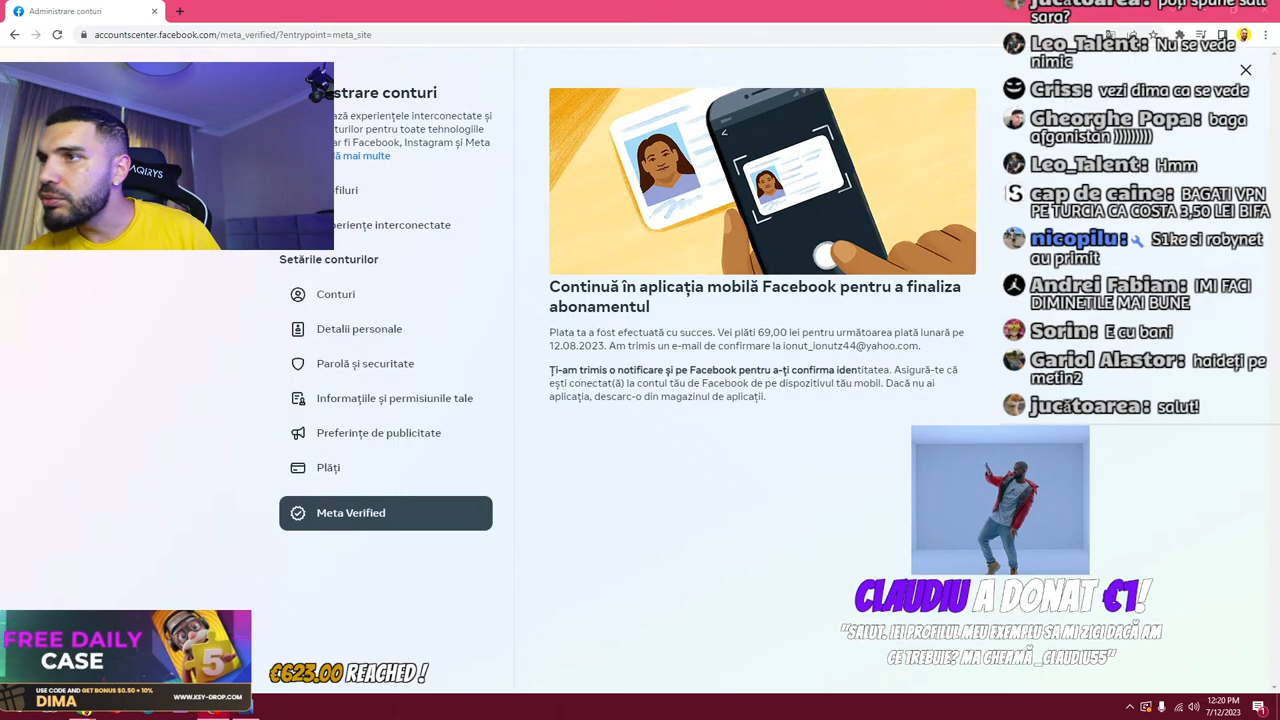 Administrare conturi
accountscenter.facebook.com/meta_verified/?entrypoint=meta_site
strare conturi
ază experiențele interconectate și
nturilor pentru toate tehnologiile
ar fi Facebook, Instagram și Meta
lă mai multe
AQIRYS
ofiluri
periențe interconectate
Setările conturilor
Conturi
Detalii personale
Parolă și securitate
Informațiile și permisiunile tale
Preferințe de publicitate
Plăți
Meta Verified
Continuă în aplicația mobilă Facebook pentru a finaliza
abonamentul
Plata ta a fost efectuată cu succes. Vei plăti 69,00 lei pentru următoarea plată lunară pe
12.08.2023. Am trimis un e-mail de confirmare la ionut_ionutz44@yahoo.com.
Ți-am trimis o notificare și pe Facebook pentru a-ți confirma identitatea. Asigură-te că
ești conectat(ă) la contul tău de Facebook de pe dispozitivul tău mobil. Dacă nu ai
aplicația, descarc-o din magazinul de aplicații.
jucătoarea: poți spune salt
sara?
Leo_Talent: Nu se vede
nimic
Criss: vezi dima ca se vede
Gheorghe Popa: baga
afganistan ))))))))
Leo_Talent: Hmm
cap de caine: BAGATI VPN
PE TURCIA CA COSTA 3,50 LEI BIFA
nicopilu: S1ke si robynet
au primit
Andrei Fabian: IMI FACI
DIMINETILE MAI BUNE
Sorin: E cu bani
Gariol Alastor: haideți pe
metin2
jucătoarea: salut!
CLAUDIU A DONAT €1!
"SALUT. IEI PROFILUL MEU EXEMPLU SA MI ZICI DACĂ AM
CE TREBUIE? MA CHEAMĂ _CLAUDIU55"
FREE DAILY
CASE
5
USE CODE AND GET BONUS $0.50 + 10%
DIMA
WWW.KEY-DROP.COM
€623.00 REACHED!
12:20 PM
7/12/2023
1